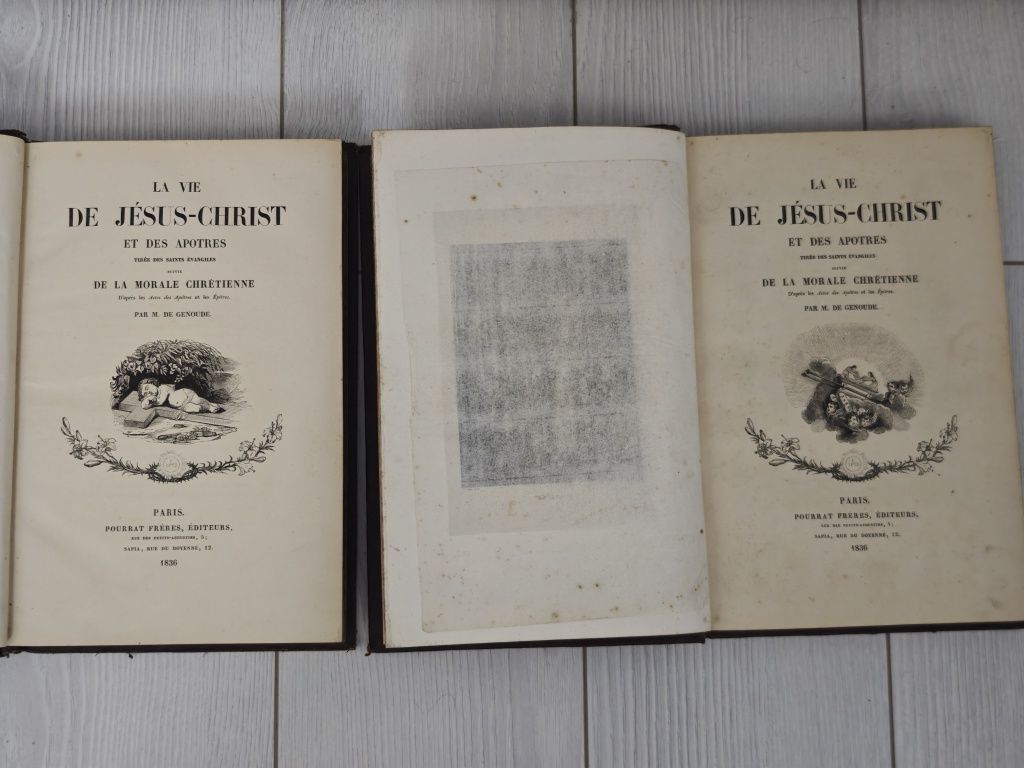 LA VIE
DE JÉSUS-CHRIST
ET DES APOTRES
TIRÉE DES SAINTS ÉVANGILES
SUIVIE
DE LA MORALE CHRÉTIENNE
D'après les Actes des Apôtres et les Épîtres.
PAR M. DE GENOUDE.
PARIS.
POURRAT FRÈRES, ÉDITEURS,
RUE DES PETITS-AUGUSTINS, 5;
SAPIA, RUE DU DOYENNÉ, 12.
1836
LA VIE
DE JÉSUS-CHRIST
ET DES APOTRES
TIRÉE DES SAINTS ÉVANGILES
SUIVIE
DE LA MORALE CHRÉTIENNE
D'après les Actes des Apôtres et les Épîtres.
PAR M. DE GENOUDE.
PARIS.
POURRAT FRÈRES, ÉDITEURS,
RUE DES PETITS-AUGUSTINS, 5;
SAPIA, RUE DU DOYENNÉ, 12.
1836